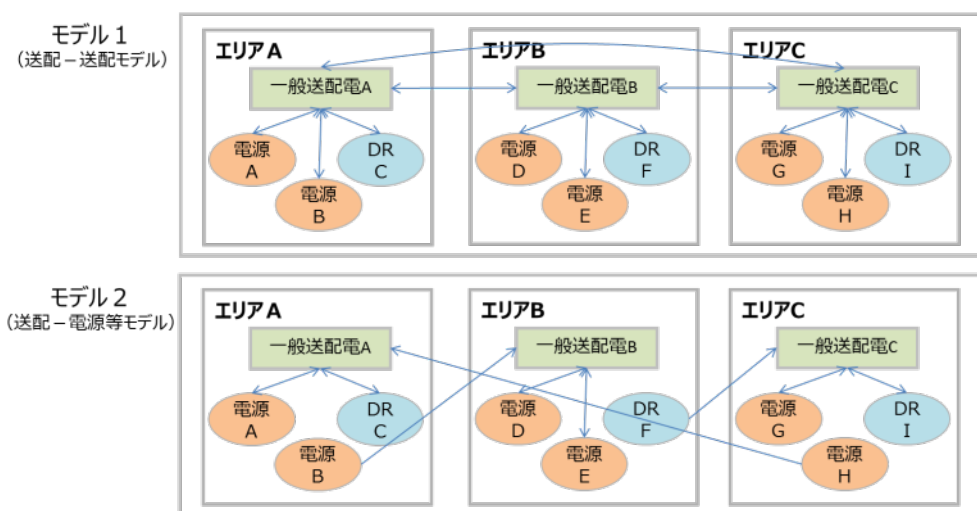 モデル１
（送配－送配モデル）
エリアA
エリアB
エリアC
一般送配電A
一般送配電B
一般送配電C
電源
A
DR
C
電源
B
電源
D
DR
F
電源
E
電源
G
DR
I
電源
H
モデル２
（送配－電源等モデル）
エリアA
エリアB
エリアC
一般送配電A
一般送配電B
一般送配電C
電源
A
DR
C
電源
B
電源
D
DR
F
電源
E
電源
G
DR
I
電源
H